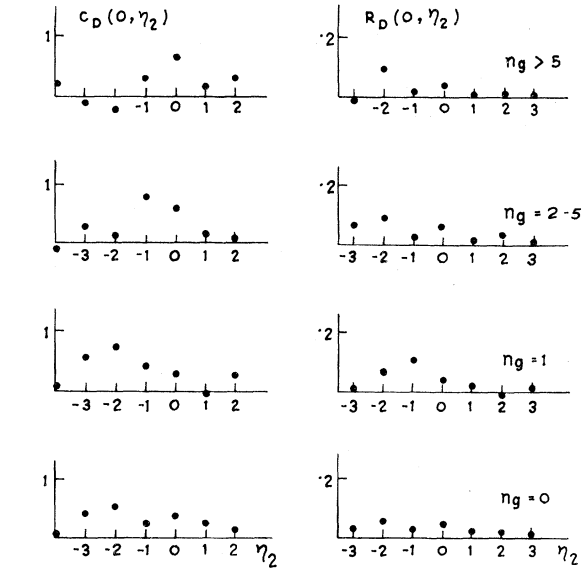 C_D(0,η_2) R_D(0,η_2)
1 ·2 n_g > 5
-1 0 1 2 -2 0 1 2 3
1 ·2 n_g = 2-5
-3 -2 -1 0 1 2 -3 -2 -1 0 1 2 3
1 ·2 n_g = 1
-3 -2 -1 0 1 2 -3 -2 -1 0 1 2 3
1 ·2 n_g = 0
-3 -2 -1 0 1 2 η_2 -3 -2 -1 0 1 2 3 η_2